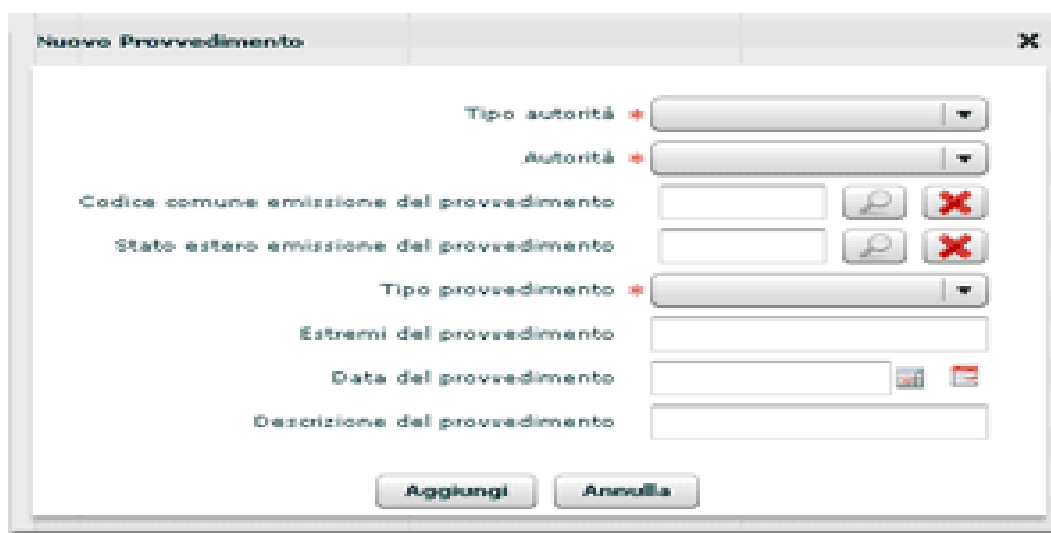 Nuovo Provvedimento
Tipo autorità *
Autorità *
Codice comune emissione del provvedimento
Stato estero emissione del provvedimento
Tipo provvedimento *
Estremi del provvedimento
Data del provvedimento
Descrizione del provvedimento
Aggiungi Annulla